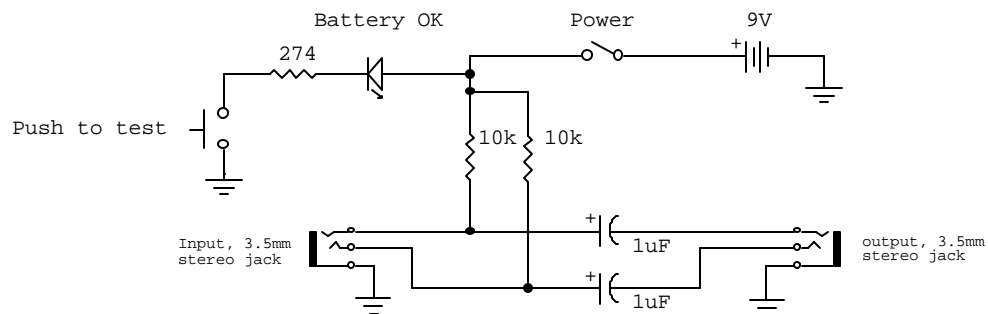 Battery OK
Power
9V
+
274
Push to test
10k
10k
+
1uF
Input, 3.5mm
stereo jack
output, 3.5mm
stereo jack
+
1uF